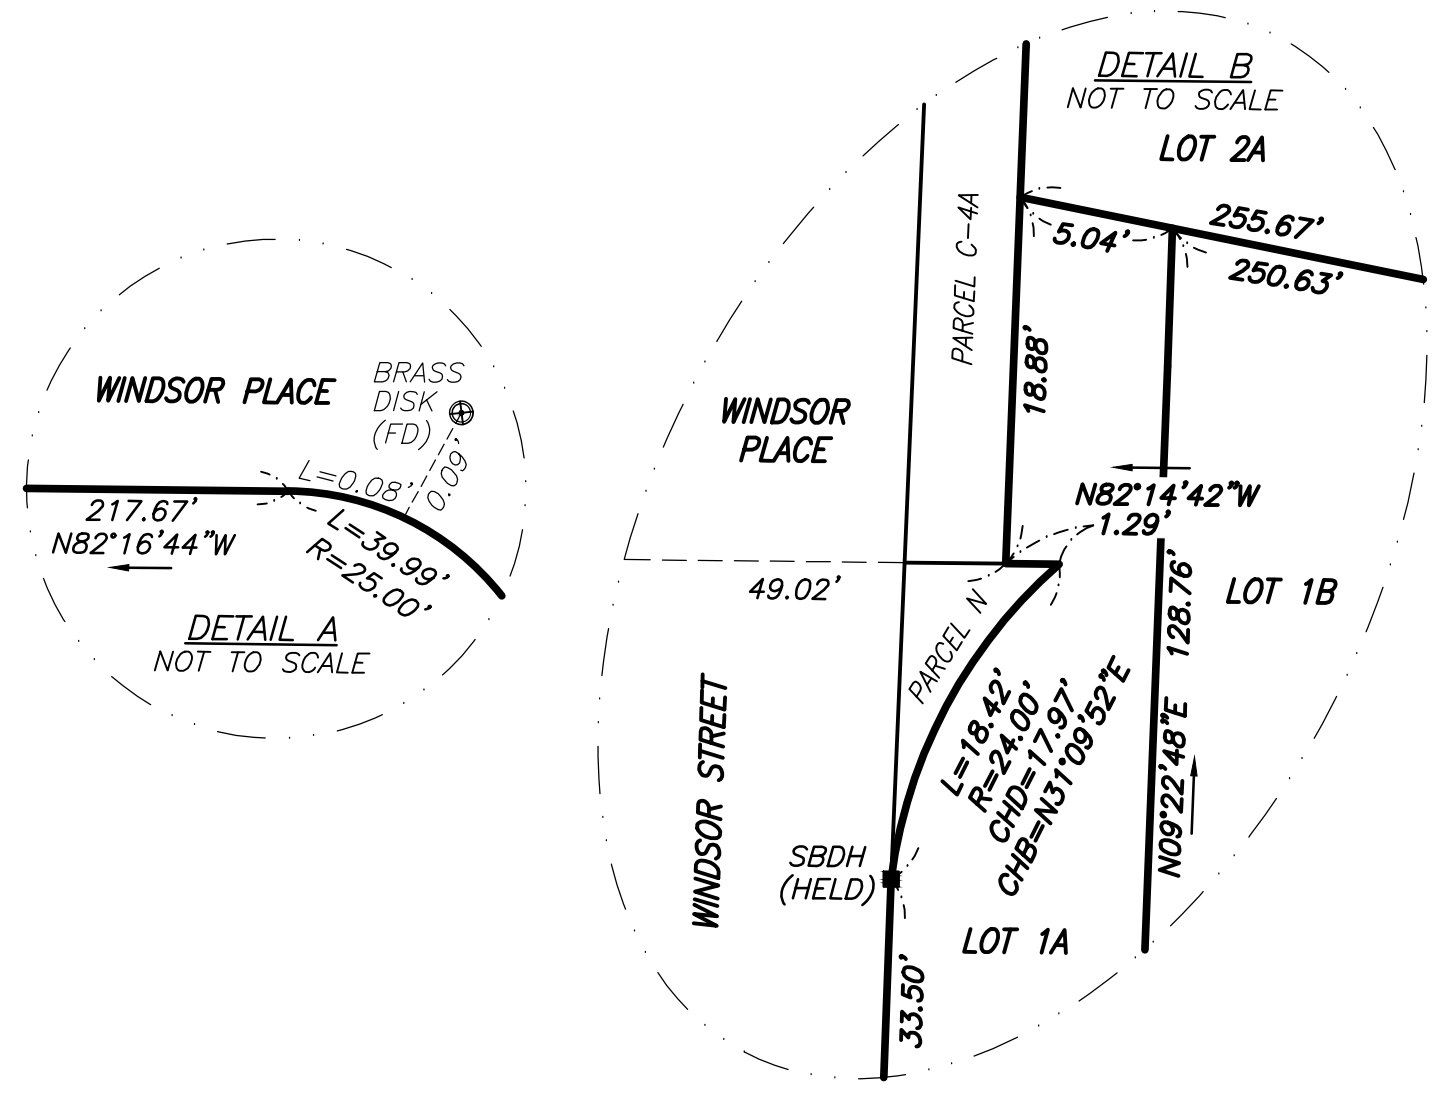 WINDSOR PLACE
BRASS
DISK
(FD)
0.09'
L=0.08'
217.67'
N82°16'44"W
L=39.99'
R=25.00'
DETAIL A
NOT TO SCALE
DETAIL B
NOT TO SCALE
LOT 2A
PARCEL C-4A
255.67'
5.04'
250.63'
18.88'
WINDSOR
PLACE
N82°14'42"W
1.29'
49.02'
PARCEL N
128.76'
LOT 1B
L=18.42'
R=24.00'
CHD=17.97'
CHB=N31°09'52"E
N09°22'48"E
WINDSOR STREET
SBDH
(HELD)
LOT 1A
33.50'